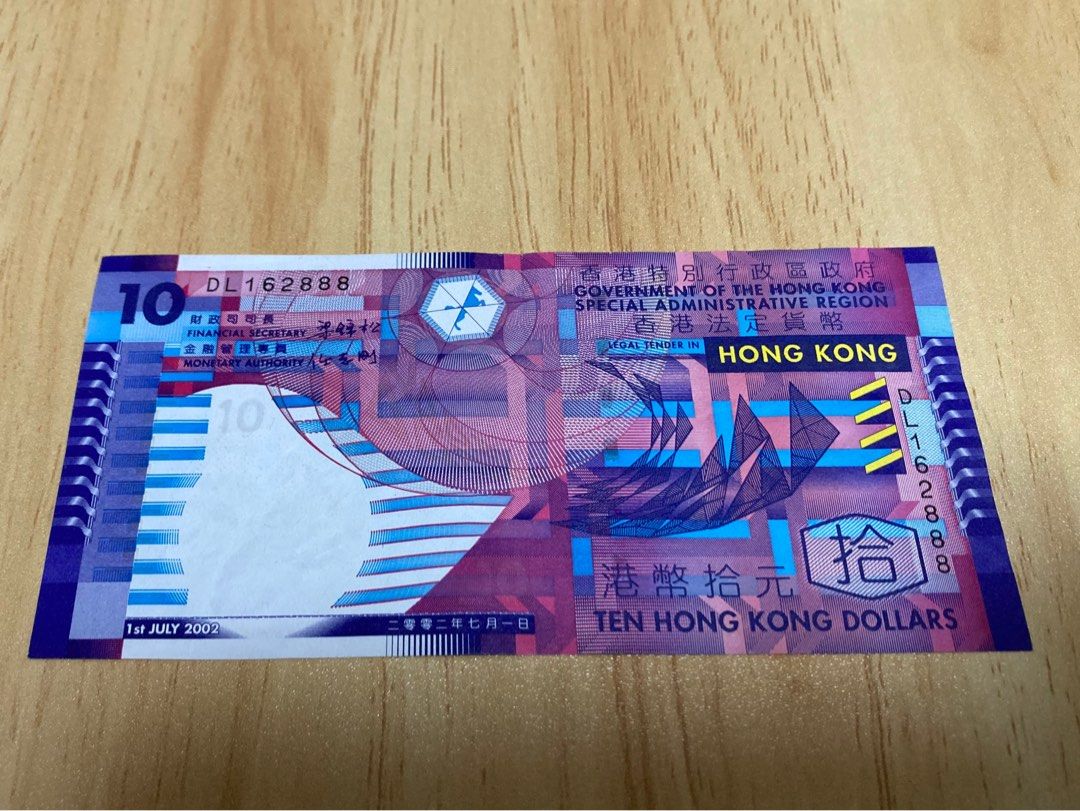 10
DL162888
財政司司長
FINANCIAL SECRETARY
金融管理專員
MONETARY AUTHORITY
10
1st JULY 2002
二零零二年七月一日
香港特別行政區政府
GOVERNMENT OF THE HONG KONG
SPECIAL ADMINISTRATIVE REGION
香港法定貨幣
LEGAL TENDER IN
HONG KONG
DL162888
拾
港幣拾元
TEN HONG KONG DOLLARS